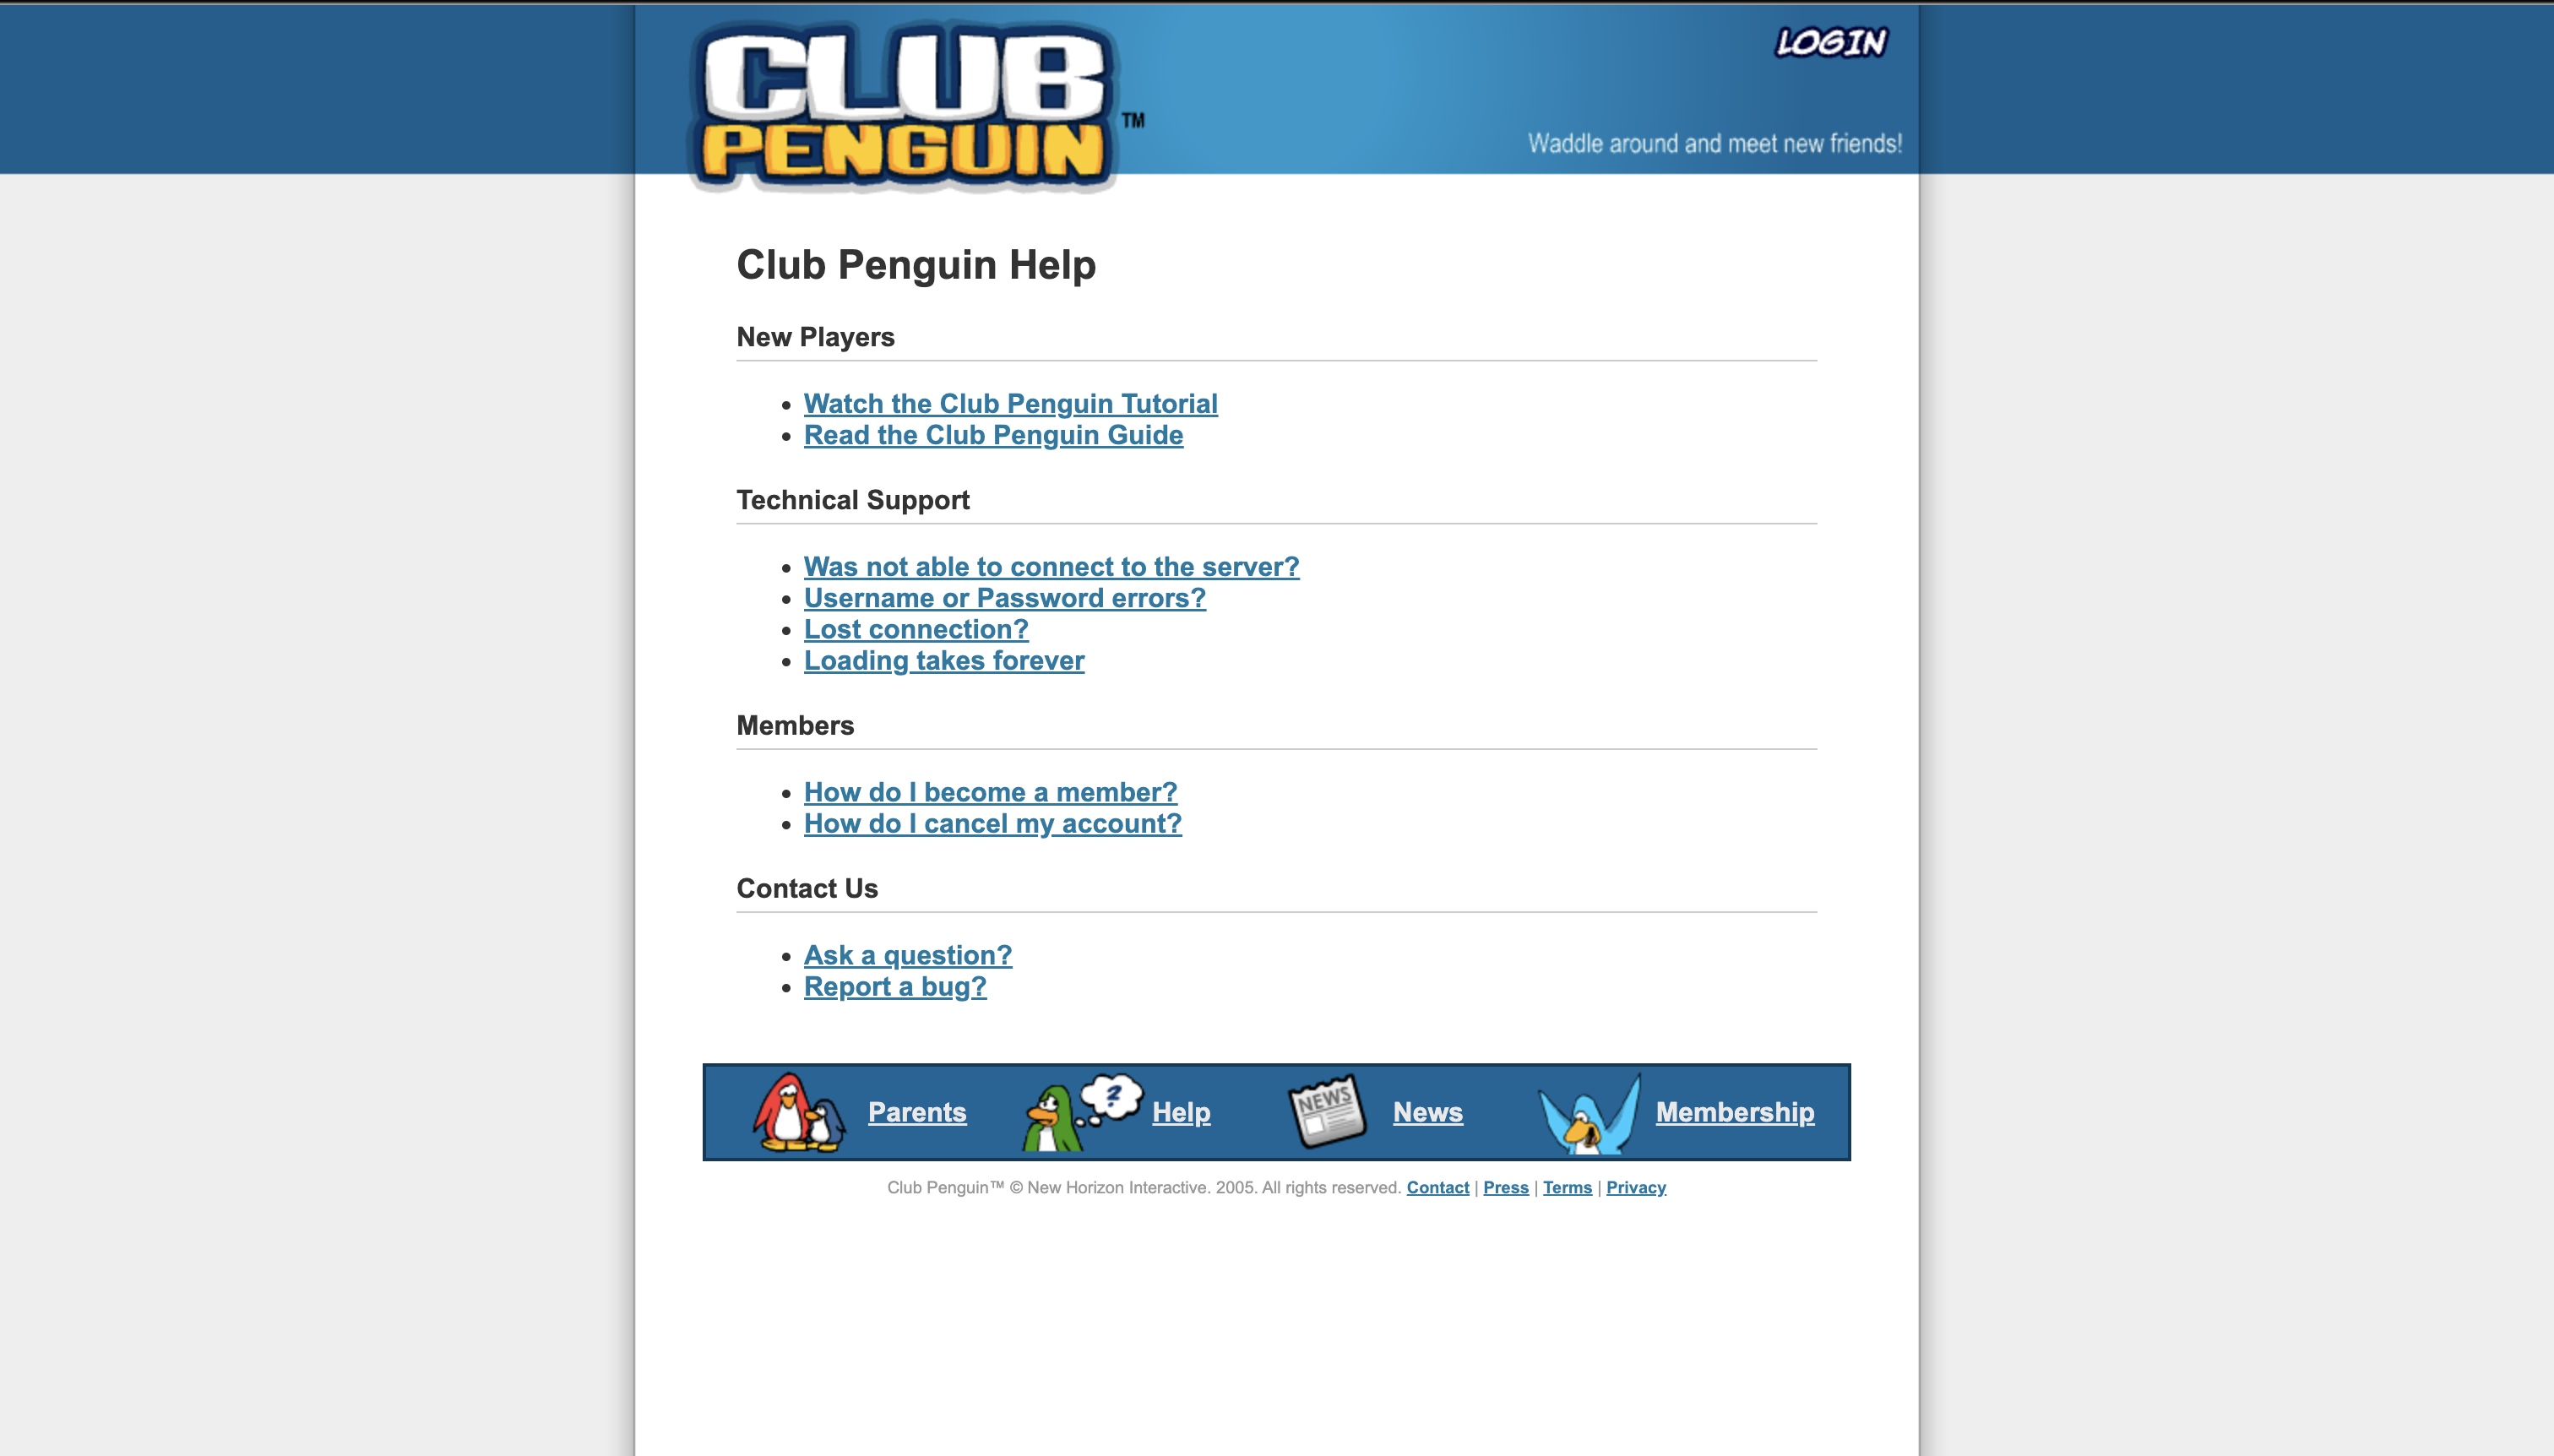 CLUB
PENGUIN
TM
LOGIN
Waddle around and meet new friends!
Club Penguin Help
New Players
Watch the Club Penguin Tutorial
Read the Club Penguin Guide
Technical Support
Was not able to connect to the server?
Username or Password errors?
Lost connection?
Loading takes forever
Members
How do I become a member?
How do I cancel my account?
Contact Us
Ask a question?
Report a bug?
Parents
?
Help
NEWS
News
Membership
Club Penguin™ © New Horizon Interactive. 2005. All rights reserved. Contact | Press | Terms | Privacy